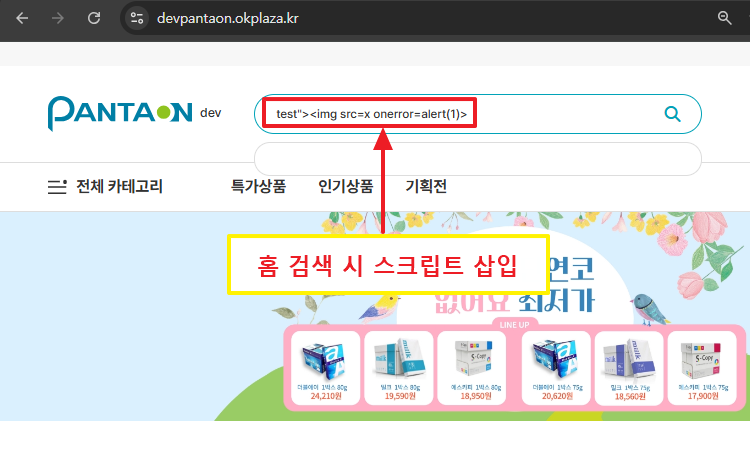 devpantaon.okplaza.kr
PANTAON dev
test"><img src=x onerror=alert(1)>
전체 카테고리 특가상품 인기상품 기획전
홈 검색 시 스크립트 삽입
연코
없어요 최저가
LINE UP
더블에이 1박스 80g
24,210원
밀크 1박스 80g
19,590원
에스카피 1박스 80g
18,950원
더블에이 1박스 75g
20,620원
밀크 1박스 75g
18,560원
에스카피 1박스 75g
17,900원